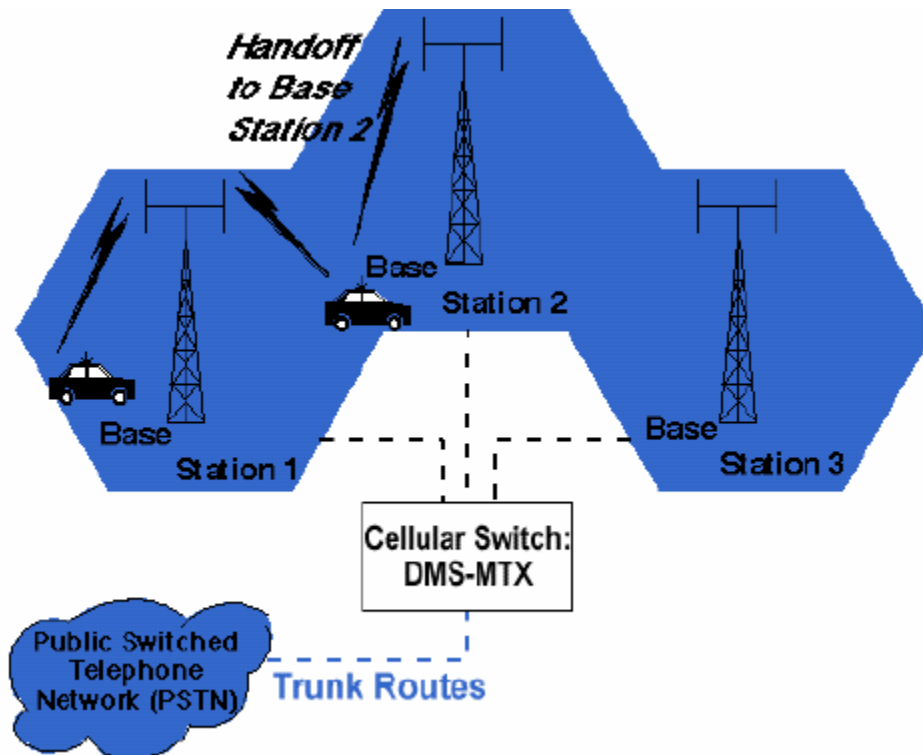 Handoff
to Base
Station 2
Base
Station 2
Base
Station 1
Base
Station 3
Cellular Switch:
DMS-MTX
Public Switched
Telephone
Network (PSTN)
Trunk Routes